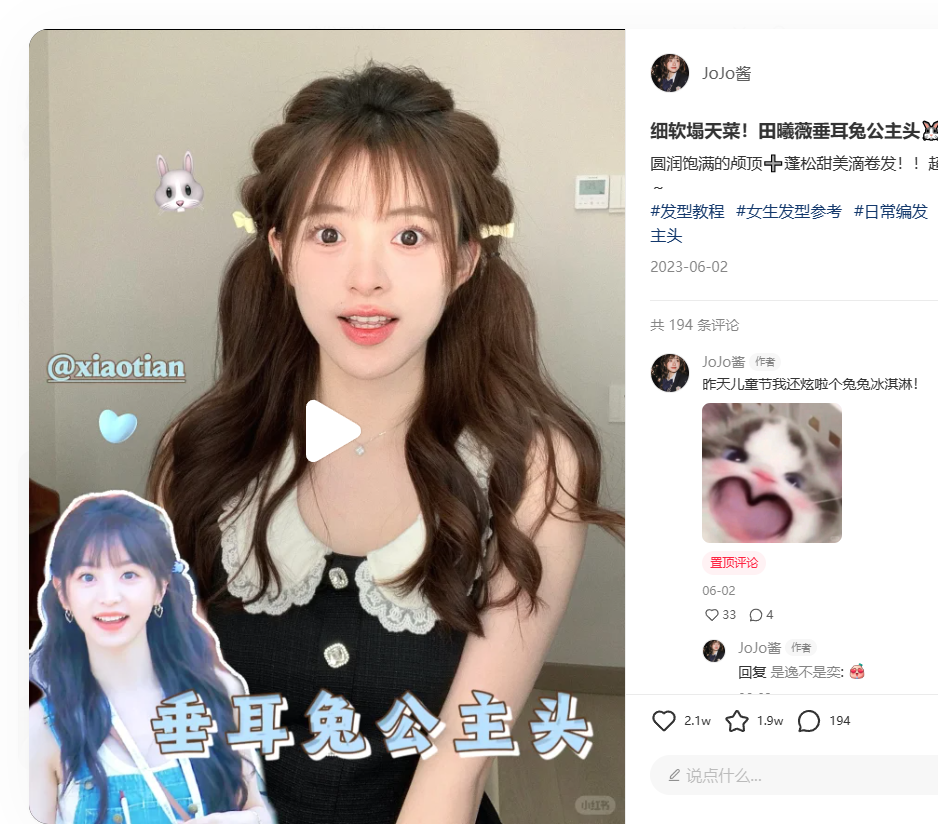 JoJo酱
细软塌天菜！田曦薇垂耳兔公主头
圆润饱满的颅顶➕蓬松甜美滴卷发！！
~
#发型教程 #女生发型参考 #日常编发
主头
2023-06-02
共 194 条评论
JoJo酱 作者
昨天儿童节我还炫啦个兔兔冰淇淋！
置顶评论
06-02
33 4
JoJo酱 作者
回复 是逸不是奕:
2.1w 1.9w 194
说点什么...
@xiaotian
垂耳兔公主头
小红书